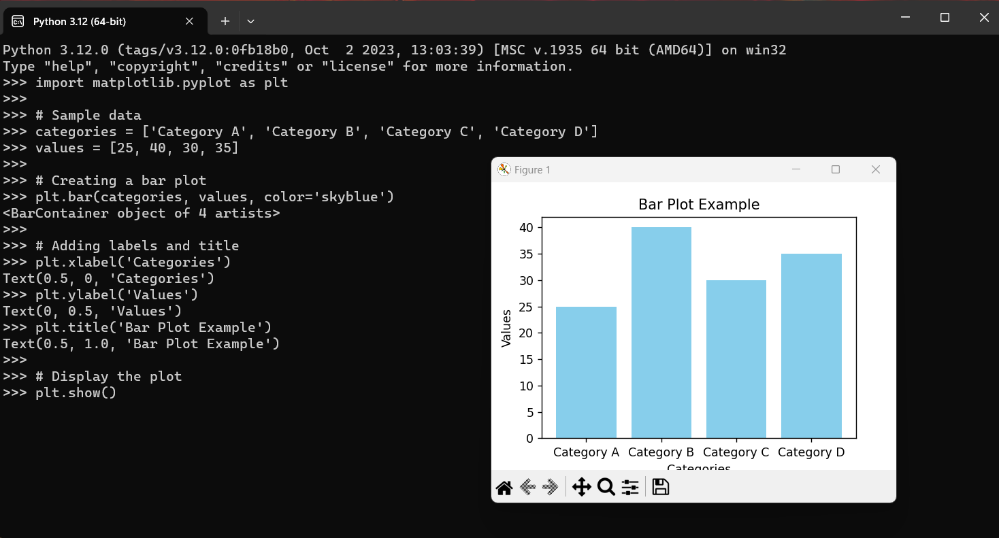 Python 3.12 (64-bit)
Python 3.12.0 (tags/v3.12.0:0fb18b0, Oct  2 2023, 13:03:39) [MSC v.1935 64 bit (AMD64)] on win32
Type "help", "copyright", "credits" or "license" for more information.
>>> import matplotlib.pyplot as plt
>>>
>>> # Sample data
>>> categories = ['Category A', 'Category B', 'Category C', 'Category D']
>>> values = [25, 40, 30, 35]
>>>
>>> # Creating a bar plot
>>> plt.bar(categories, values, color='skyblue')
<BarContainer object of 4 artists>
>>>
>>> # Adding labels and title
>>> plt.xlabel('Categories')
Text(0.5, 0, 'Categories')
>>> plt.ylabel('Values')
Text(0, 0.5, 'Values')
>>> plt.title('Bar Plot Example')
Text(0.5, 1.0, 'Bar Plot Example')
>>>
>>> # Display the plot
>>> plt.show()
Figure 1
Bar Plot Example
40
35
30
25
20
15
10
5
0
Values
Category A Category B Category C Category D
Categories